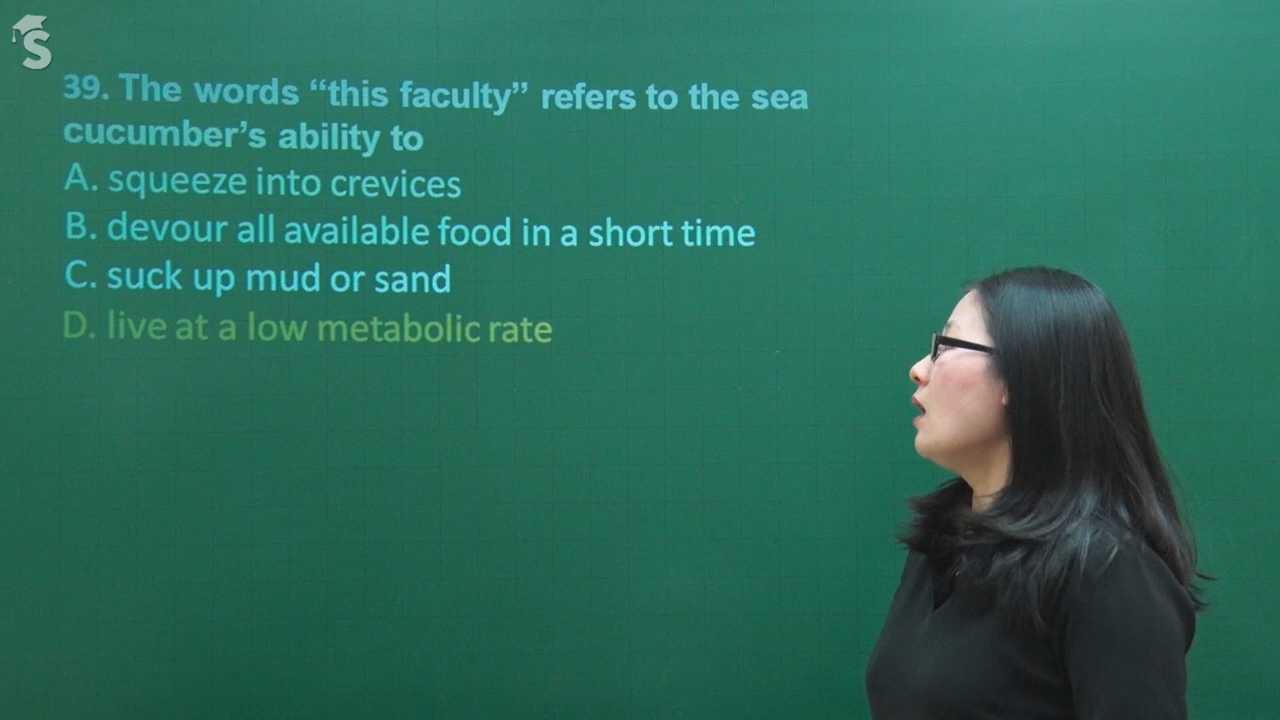 S
39. The words “this faculty” refers to the sea
cucumber’s ability to
A. squeeze into crevices
B. devour all available food in a short time
C. suck up mud or sand
D. live at a low metabolic rate